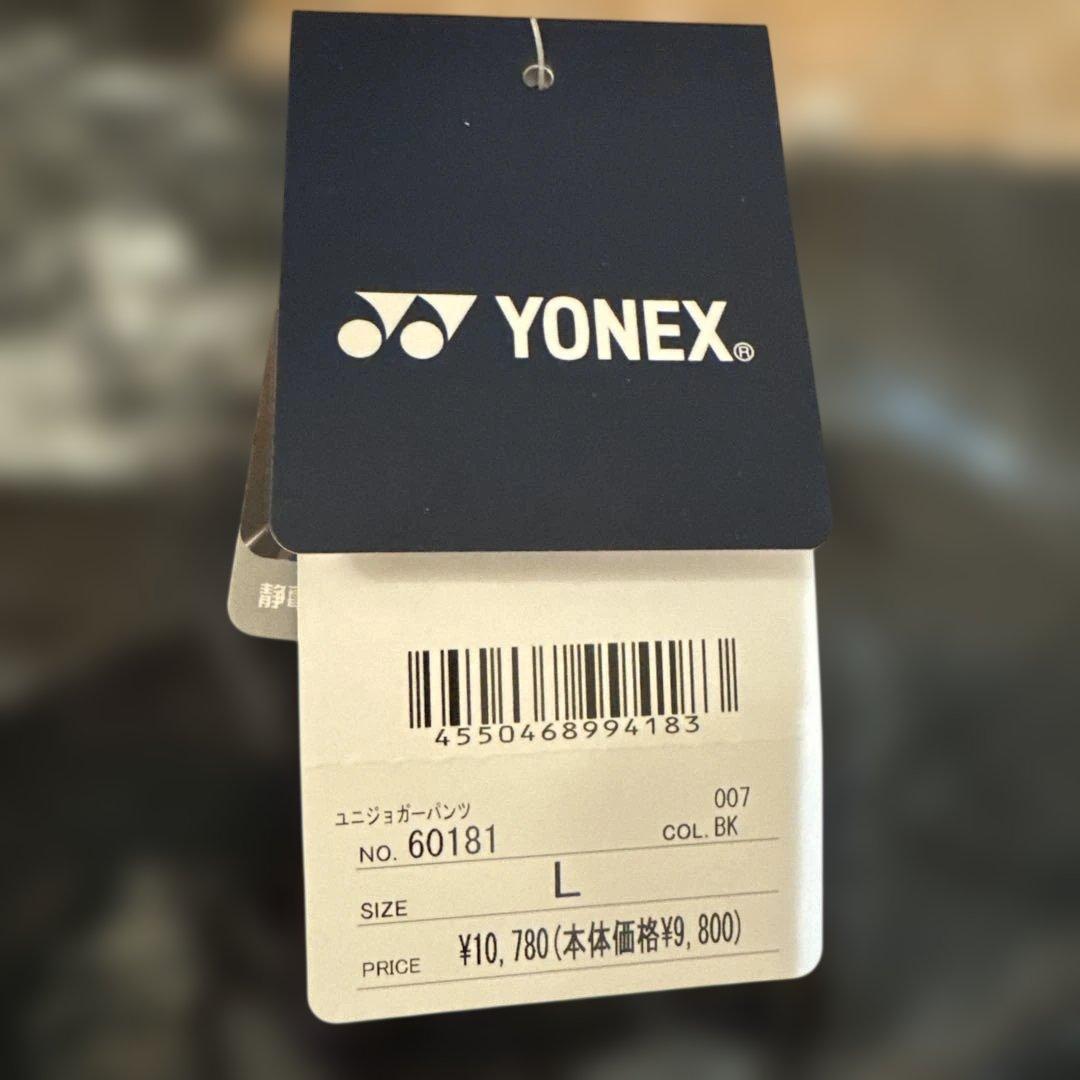 YONEX®
静
4550468994183
ユニジョガーパンツ
007
NO. 60181
COL. BK
SIZE L
PRICE ¥10,780(本体価格¥9,800)